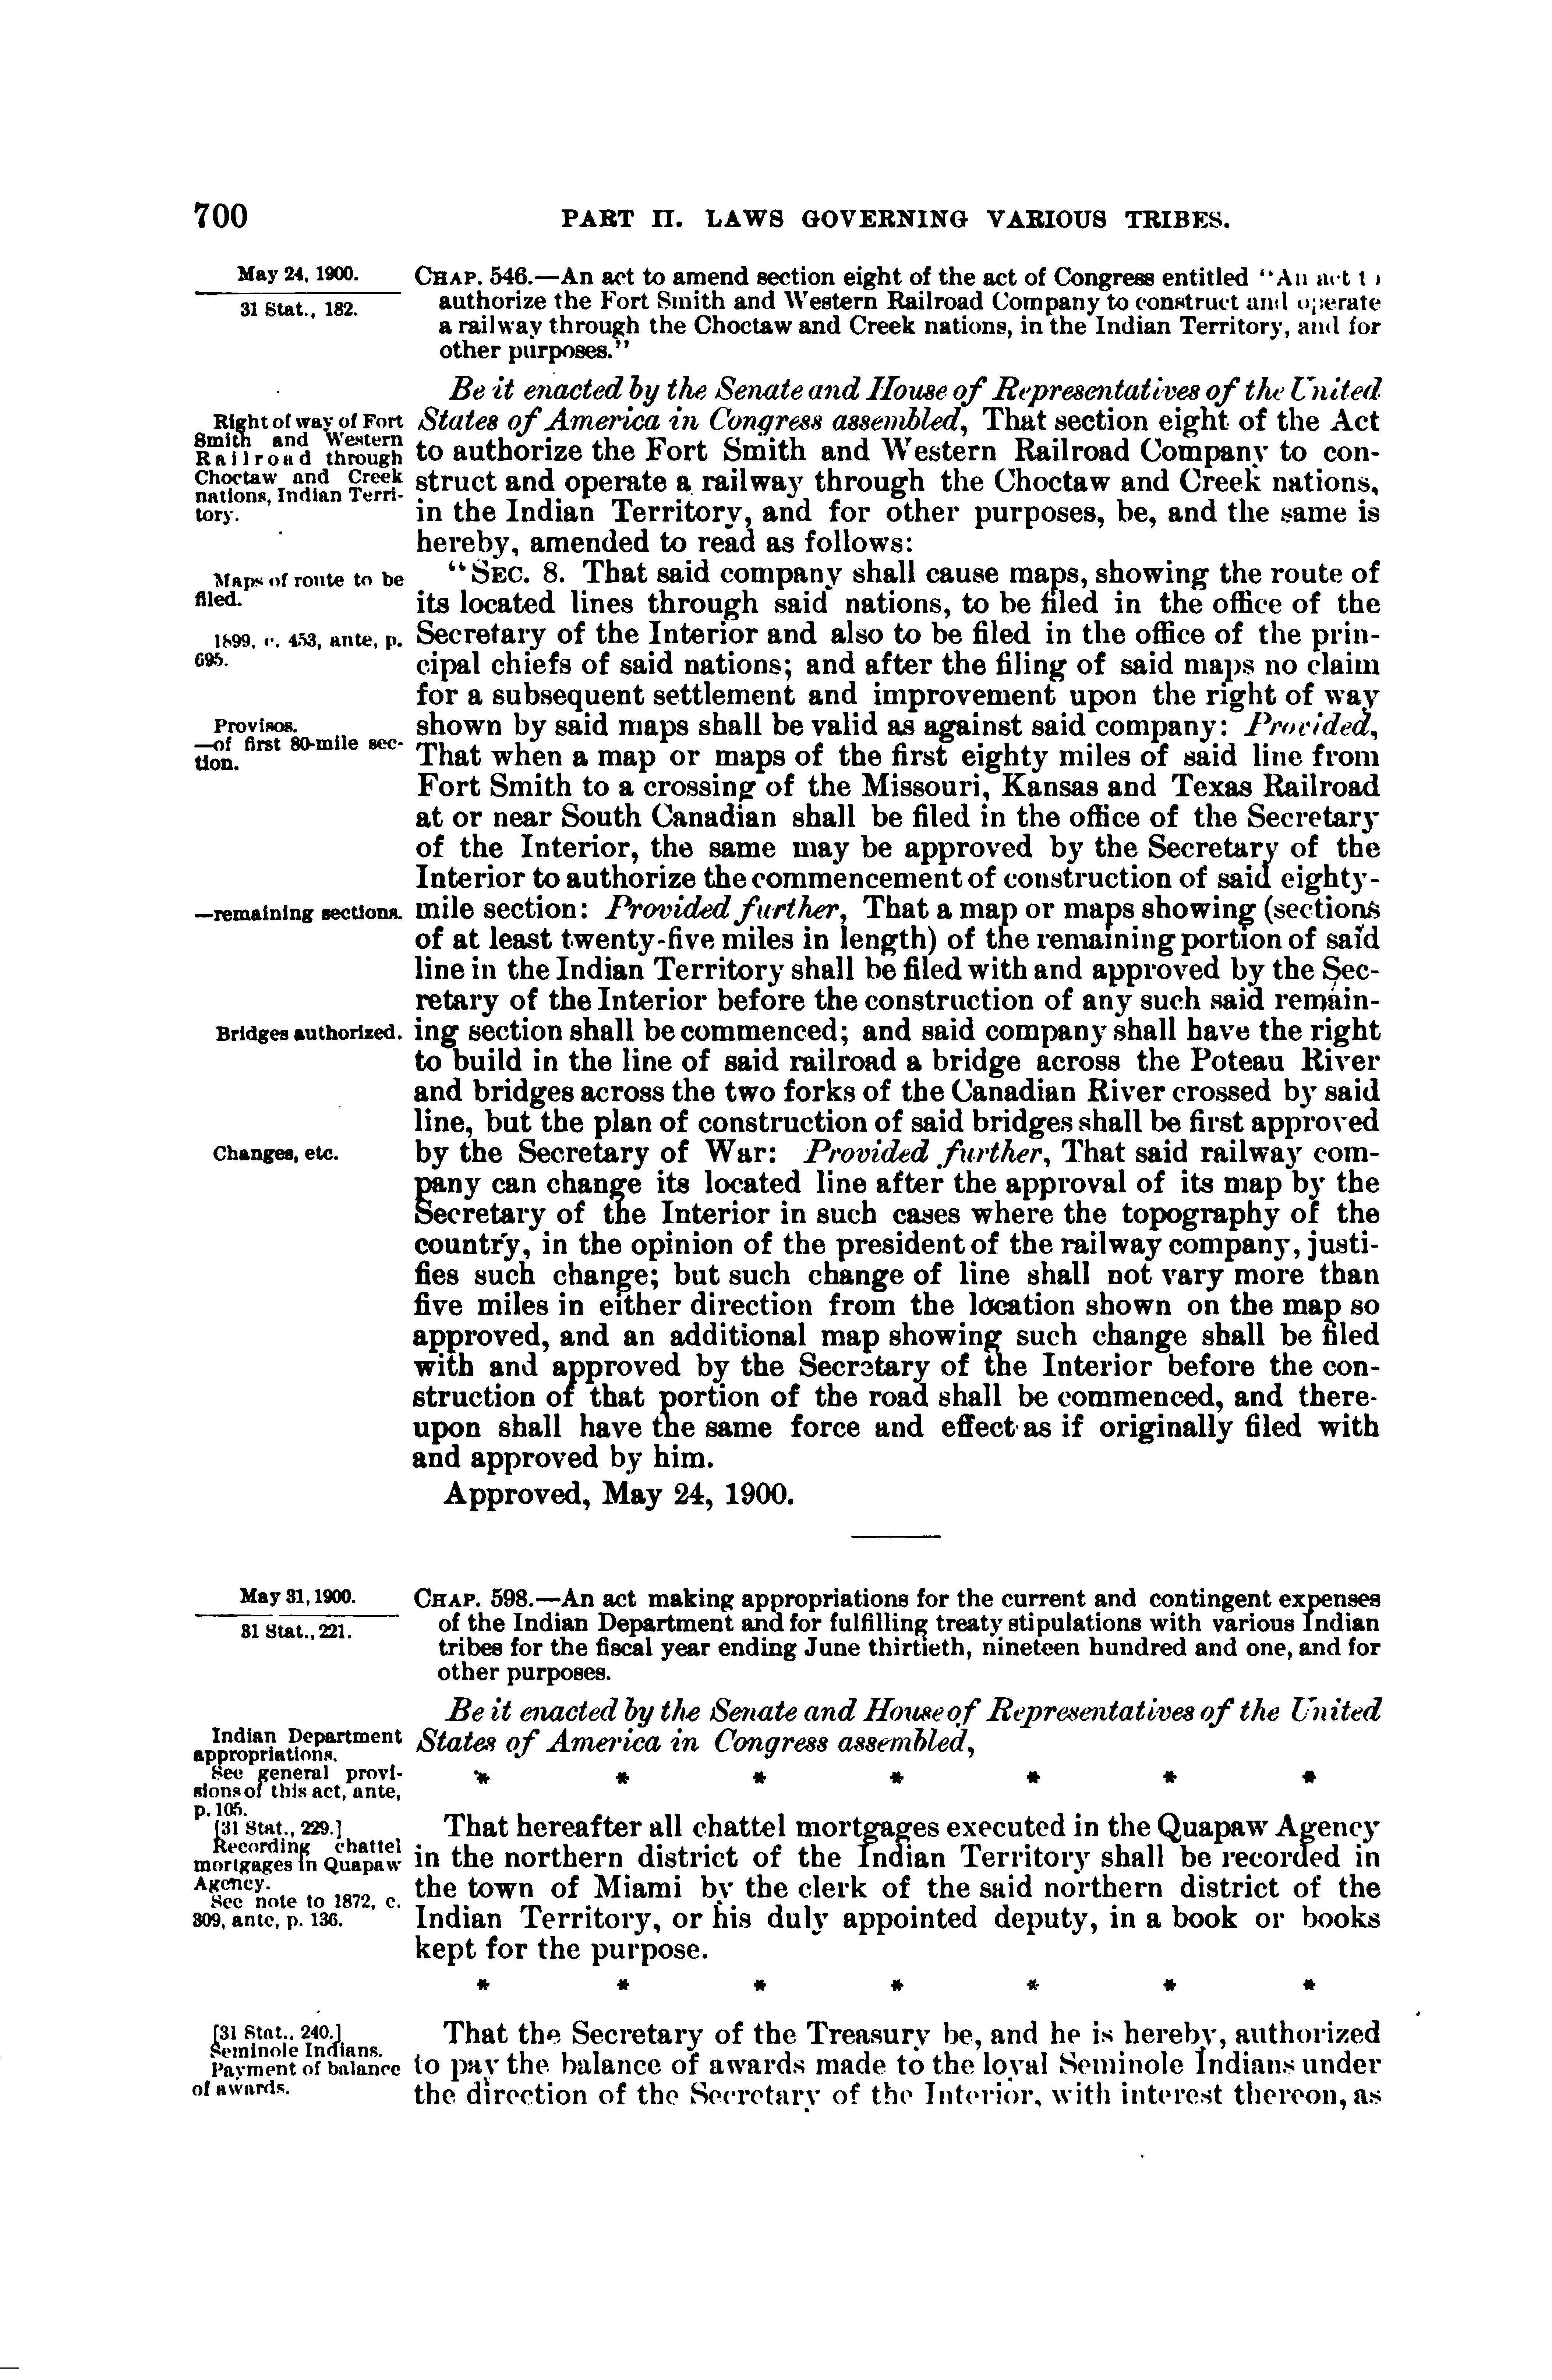 700
PART II. LAWS GOVERNING VARIOUS TRIBES.
May 24, 1900.
31 Stat., 182.
CHAP. 546.—An act to amend section eight of the act of Congress entitled "An act to
authorize the Fort Smith and Western Railroad Company to construct and operate
a railway through the Choctaw and Creek nations, in the Indian Territory, and for
other purposes."
Be it enacted by the Senate and House of Representatives of the United
Right of way of Fort
Smith and Western
Railroad through
Choctaw and Creek
nations, Indian Terri-
tory.
States of America in Congress assembled, That section eight of the Act
to authorize the Fort Smith and Western Railroad Company to con-
struct and operate a railway through the Choctaw and Creek nations,
in the Indian Territory, and for other purposes, be, and the same is
hereby, amended to read as follows:
Maps of route to be
filed.
1899, c. 453, ante, p.
695.
"SEC. 8. That said company shall cause maps, showing the route of
its located lines through said nations, to be filed in the office of the
Secretary of the Interior and also to be filed in the office of the prin-
cipal chiefs of said nations; and after the filing of said maps no claim
for a subsequent settlement and improvement upon the right of way
Provisos.
—of first 80-mile sec-
tion.
shown by said maps shall be valid as against said company: Provided,
That when a map or maps of the first eighty miles of said line from
Fort Smith to a crossing of the Missouri, Kansas and Texas Railroad
at or near South Canadian shall be filed in the office of the Secretary
of the Interior, the same may be approved by the Secretary of the
Interior to authorize the commencement of construction of said eighty-
—remaining sections.
mile section: Provided further, That a map or maps showing (sections
of at least twenty-five miles in length) of the remaining portion of said
line in the Indian Territory shall be filed with and approved by the Sec-
retary of the Interior before the construction of any such said remain-
Bridges authorized.
ing section shall be commenced; and said company shall have the right
to build in the line of said railroad a bridge across the Poteau River
and bridges across the two forks of the Canadian River crossed by said
line, but the plan of construction of said bridges shall be first approved
Changes, etc.
by the Secretary of War: Provided further, That said railway com-
pany can change its located line after the approval of its map by the
Secretary of the Interior in such cases where the topography of the
country, in the opinion of the president of the railway company, justi-
fies such change; but such change of line shall not vary more than
five miles in either direction from the location shown on the map so
approved, and an additional map showing such change shall be filed
with and approved by the Secretary of the Interior before the con-
struction of that portion of the road shall be commenced, and there-
upon shall have the same force and effect as if originally filed with
and approved by him.
Approved, May 24, 1900.
May 31, 1900.
31 Stat., 221.
CHAP. 598.—An act making appropriations for the current and contingent expenses
of the Indian Department and for fulfilling treaty stipulations with various Indian
tribes for the fiscal year ending June thirtieth, nineteen hundred and one, and for
other purposes.
Be it enacted by the Senate and House of Representatives of the United
States of America in Congress assembled,
Indian Department
appropriations.
See general provi-
sions of this act, ante,
p. 105.
* * * * * * *
[31 Stat., 229.]
Recording chattel
mortgages in Quapaw
Agency.
See note to 1872, c.
309, ante, p. 136.
That hereafter all chattel mortgages executed in the Quapaw Agency
in the northern district of the Indian Territory shall be recorded in
the town of Miami by the clerk of the said northern district of the
Indian Territory, or his duly appointed deputy, in a book or books
kept for the purpose.
* * * * * * *
[31 Stat., 240.]
Seminole Indians.
Payment of balance
of awards.
That the Secretary of the Treasury be, and he is hereby, authorized
to pay the balance of awards made to the loyal Seminole Indians under
the direction of the Secretary of the Interior, with interest thereon, as